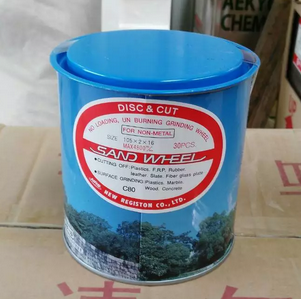 AERY
CHEM
DISC & CUT
NO LOADING, UN BURNING GRINDING WHEEL
FOR NON-METAL
SIZE: 105×2×16
30PCS.
SAND WHEEL
●CUTTING OFF: Plastics, F.R.P. Rubber,
leather, Slate, Fiber glass plate
●SURFACE GRINDING: Plastics, Marble,
Wood, Concrete
C80
NEW REGISTON CO., LTD.